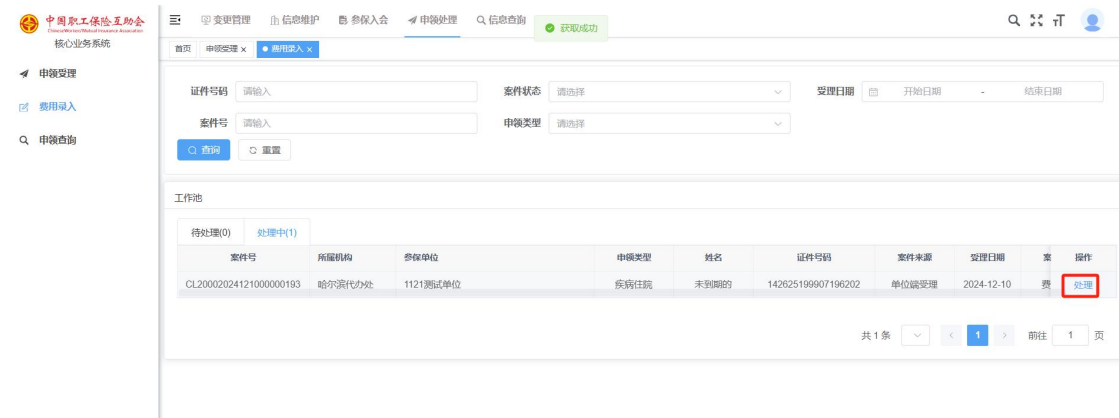 中国职工保险互助会
ChineseWorkers'Mutual Insurance Association
核心业务系统
变更管理 信息维护 参保入会 申领处理 信息查询
获取成功
首页 申领受理 x 费用录入 x
申领受理
费用录入
申领查询
证件号码 请输入 案件状态 请选择 受理日期 开始日期 - 结束日期
案件号 请输入 申领类型 请选择
查询 重置
工作池
待处理(0) 处理中(1)
案件号 所属机构 参保单位 申领类型 姓名 证件号码 案件来源 受理日期 案 操作
CL20002024121000000193 哈尔滨代办处 1121测试单位 疾病住院 未到期的 142625199907196202 单位端受理 2024-12-10 费 处理
共 1 条 < 1 > 前往 1 页